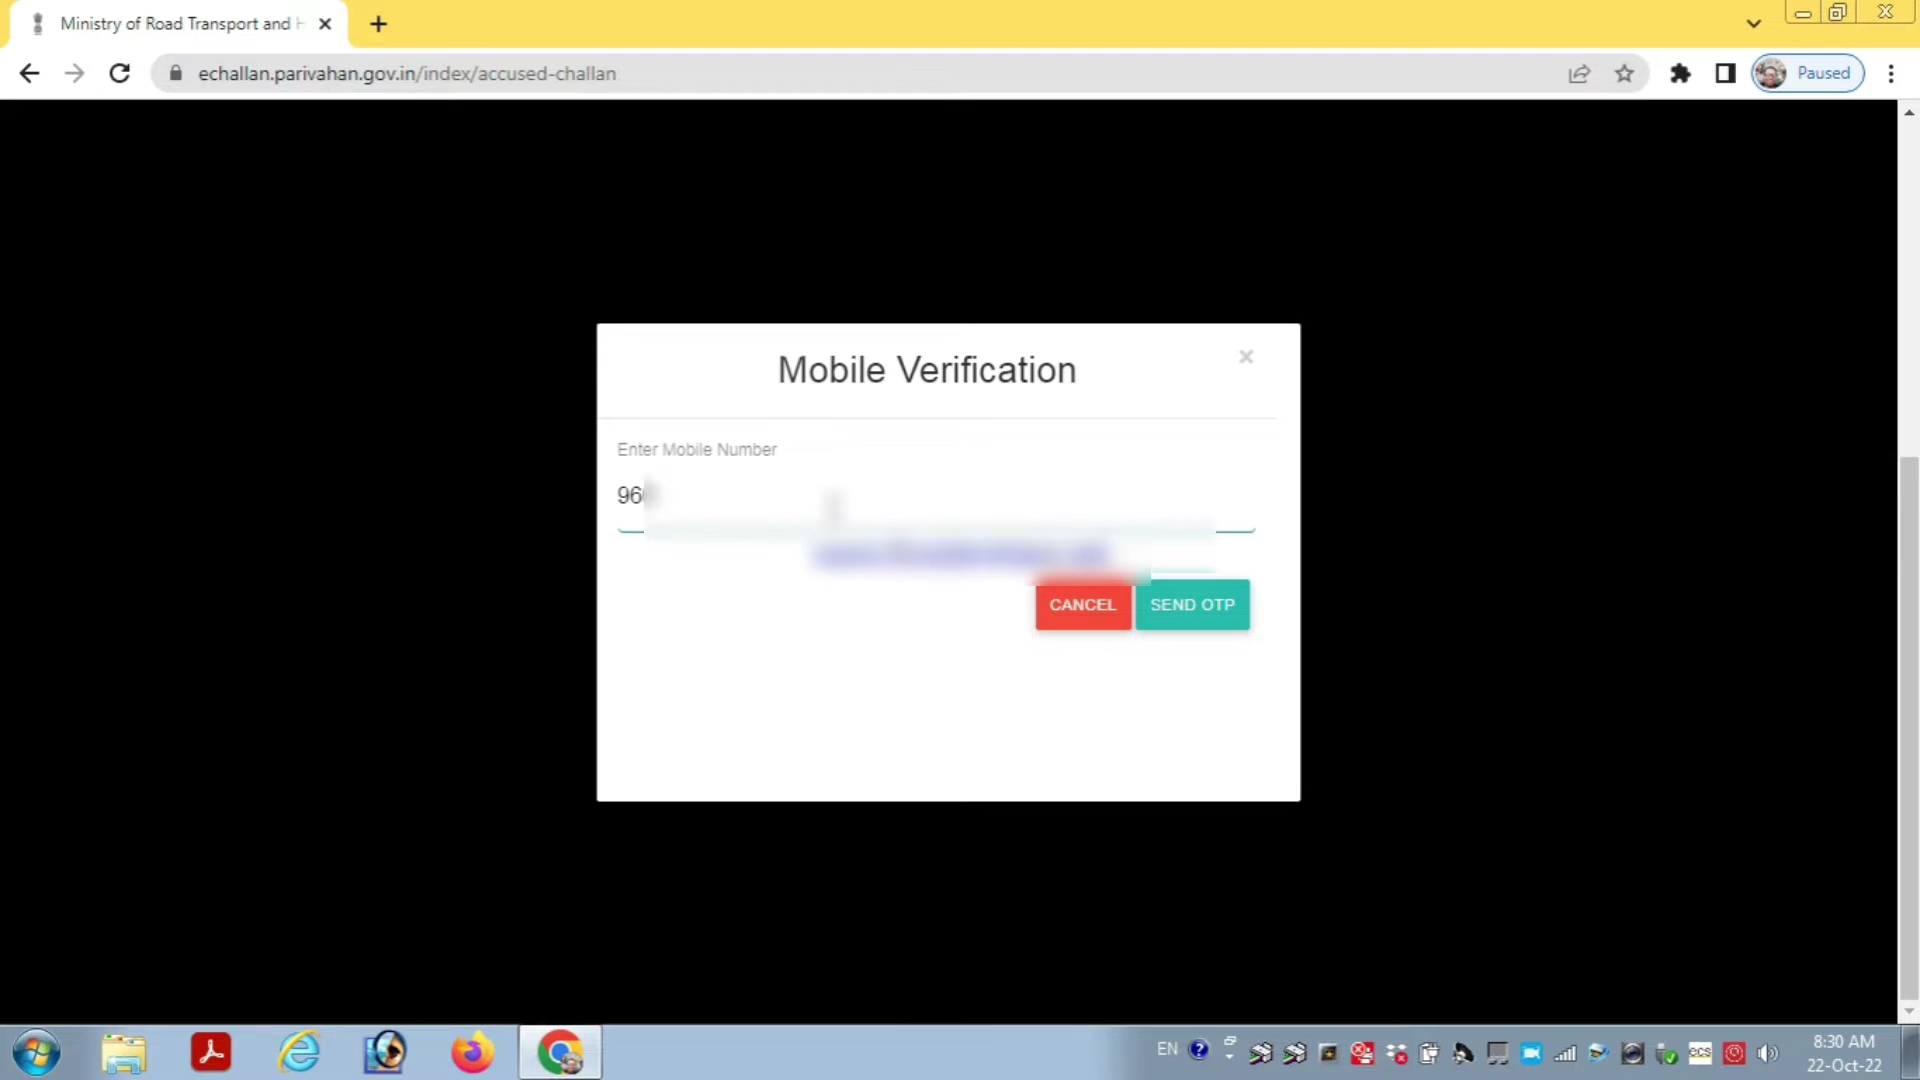 Ministry of Road Transport and H
echallan.parivahan.gov.in/index/accused-challan
Paused
Mobile Verification
Enter Mobile Number
96
CANCEL
SEND OTP
EN
8:30 AM
22-Oct-22